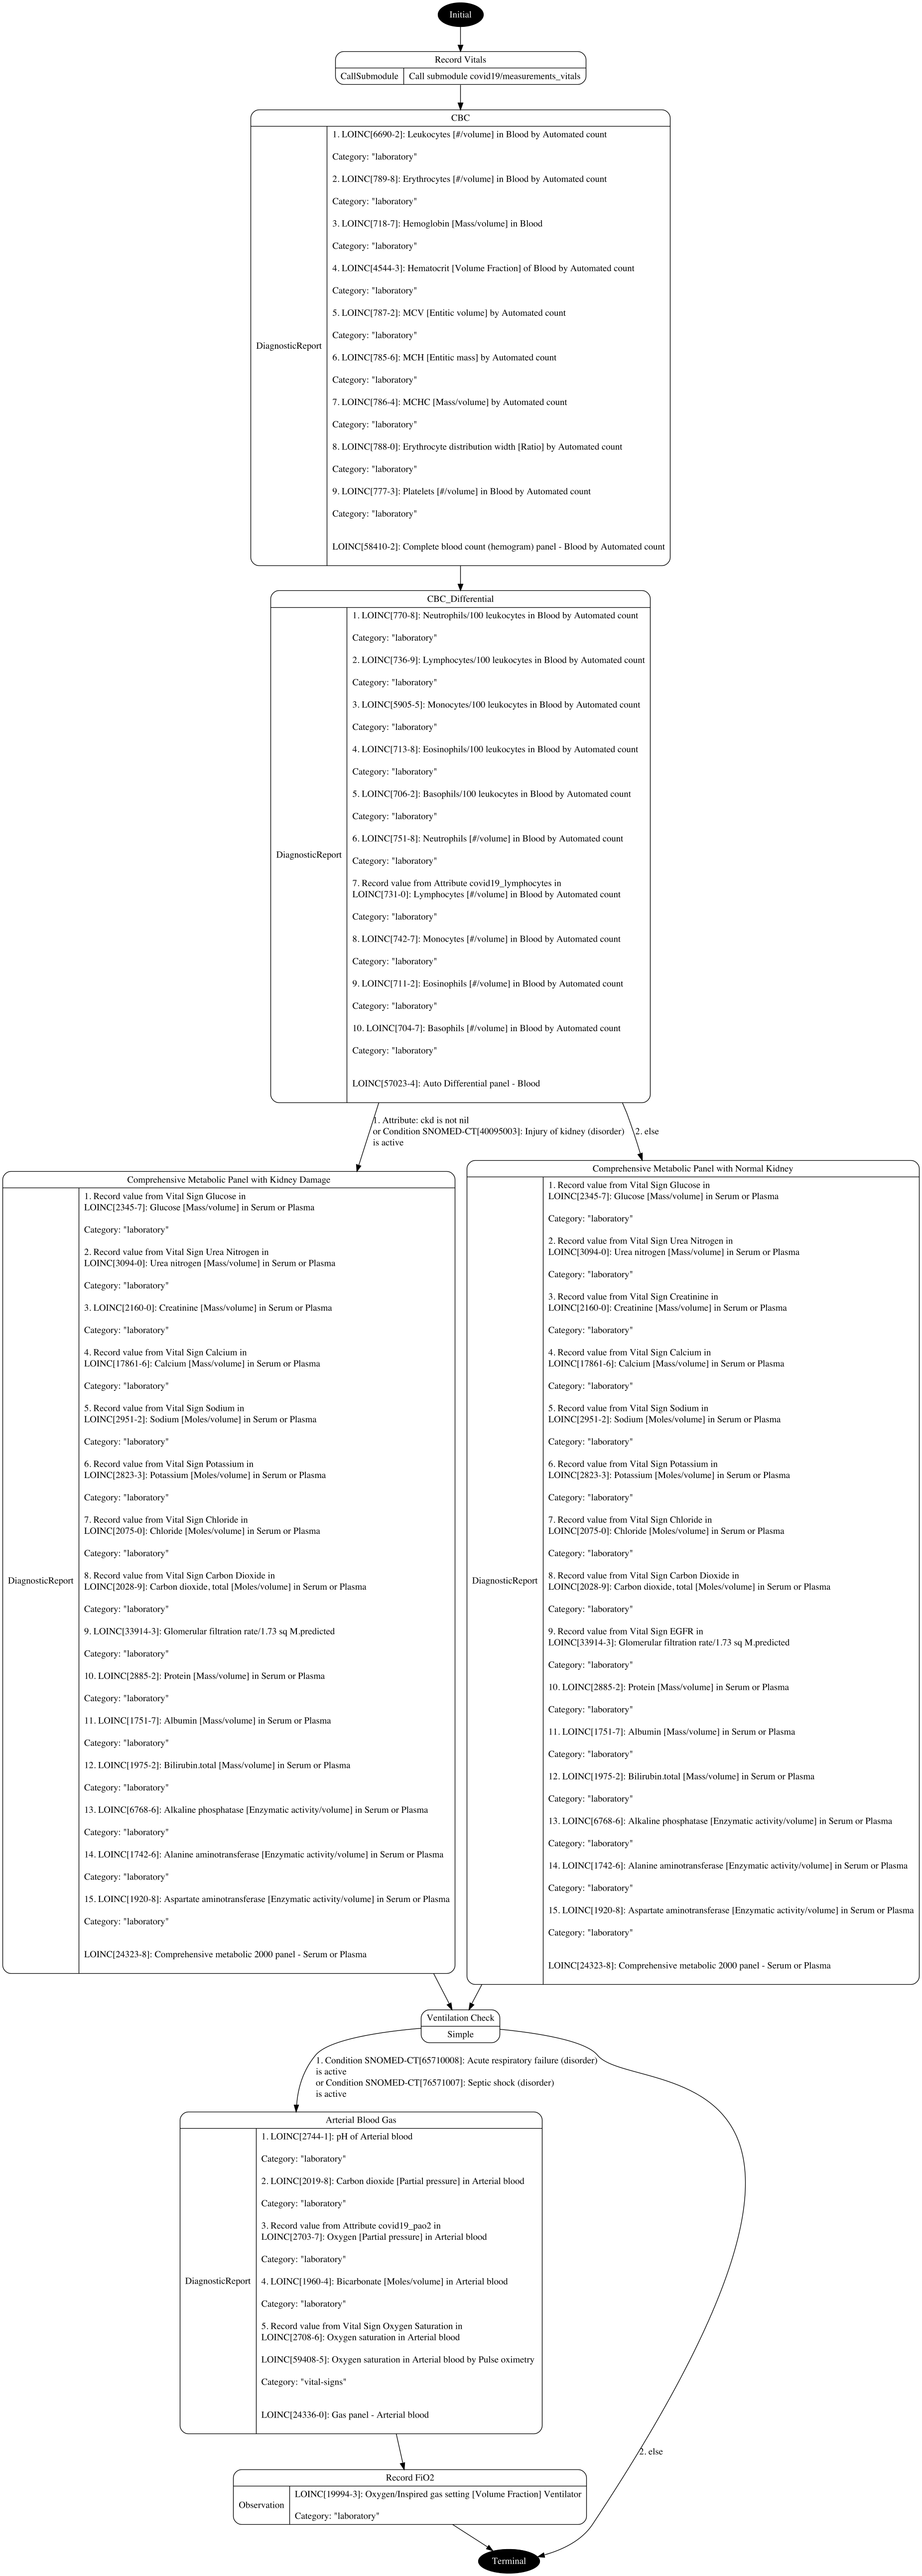 Initial
Record Vitals
CallSubmodule
Call submodule covid19/measurements_vitals
CBC
DiagnosticReport
1. LOINC[6690-2]: Leukocytes [#/volume] in Blood by Automated count
Category: "laboratory"
2. LOINC[789-8]: Erythrocytes [#/volume] in Blood by Automated count
Category: "laboratory"
3. LOINC[718-7]: Hemoglobin [Mass/volume] in Blood
Category: "laboratory"
4. LOINC[4544-3]: Hematocrit [Volume Fraction] of Blood by Automated count
Category: "laboratory"
5. LOINC[787-2]: MCV [Entitic volume] by Automated count
Category: "laboratory"
6. LOINC[785-6]: MCH [Entitic mass] by Automated count
Category: "laboratory"
7. LOINC[786-4]: MCHC [Mass/volume] by Automated count
Category: "laboratory"
8. LOINC[788-0]: Erythrocyte distribution width [Ratio] by Automated count
Category: "laboratory"
9. LOINC[777-3]: Platelets [#/volume] in Blood by Automated count
Category: "laboratory"
LOINC[58410-2]: Complete blood count (hemogram) panel - Blood by Automated count
CBC_Differential
DiagnosticReport
1. LOINC[770-8]: Neutrophils/100 leukocytes in Blood by Automated count
Category: "laboratory"
2. LOINC[736-9]: Lymphocytes/100 leukocytes in Blood by Automated count
Category: "laboratory"
3. LOINC[5905-5]: Monocytes/100 leukocytes in Blood by Automated count
Category: "laboratory"
4. LOINC[713-8]: Eosinophils/100 leukocytes in Blood by Automated count
Category: "laboratory"
5. LOINC[706-2]: Basophils/100 leukocytes in Blood by Automated count
Category: "laboratory"
6. LOINC[751-8]: Neutrophils [#/volume] in Blood by Automated count
Category: "laboratory"
7. Record value from Attribute covid19_lymphocytes in
LOINC[731-0]: Lymphocytes [#/volume] in Blood by Automated count
Category: "laboratory"
8. LOINC[742-7]: Monocytes [#/volume] in Blood by Automated count
Category: "laboratory"
9. LOINC[711-2]: Eosinophils [#/volume] in Blood by Automated count
Category: "laboratory"
10. LOINC[704-7]: Basophils [#/volume] in Blood by Automated count
Category: "laboratory"
LOINC[57023-4]: Auto Differential panel - Blood
1. Attribute: ckd is not nil
or Condition SNOMED-CT[40095003]: Injury of kidney (disorder)
is active
2. else
Comprehensive Metabolic Panel with Kidney Damage
DiagnosticReport
1. Record value from Vital Sign Glucose in
LOINC[2345-7]: Glucose [Mass/volume] in Serum or Plasma
Category: "laboratory"
2. Record value from Vital Sign Urea Nitrogen in
LOINC[3094-0]: Urea nitrogen [Mass/volume] in Serum or Plasma
Category: "laboratory"
3. LOINC[2160-0]: Creatinine [Mass/volume] in Serum or Plasma
Category: "laboratory"
4. Record value from Vital Sign Calcium in
LOINC[17861-6]: Calcium [Mass/volume] in Serum or Plasma
Category: "laboratory"
5. Record value from Vital Sign Sodium in
LOINC[2951-2]: Sodium [Moles/volume] in Serum or Plasma
Category: "laboratory"
6. Record value from Vital Sign Potassium in
LOINC[2823-3]: Potassium [Moles/volume] in Serum or Plasma
Category: "laboratory"
7. Record value from Vital Sign Chloride in
LOINC[2075-0]: Chloride [Moles/volume] in Serum or Plasma
Category: "laboratory"
8. Record value from Vital Sign Carbon Dioxide in
LOINC[2028-9]: Carbon dioxide, total [Moles/volume] in Serum or Plasma
Category: "laboratory"
9. LOINC[33914-3]: Glomerular filtration rate/1.73 sq M.predicted
Category: "laboratory"
10. LOINC[2885-2]: Protein [Mass/volume] in Serum or Plasma
Category: "laboratory"
11. LOINC[1751-7]: Albumin [Mass/volume] in Serum or Plasma
Category: "laboratory"
12. LOINC[1975-2]: Bilirubin.total [Mass/volume] in Serum or Plasma
Category: "laboratory"
13. LOINC[6768-6]: Alkaline phosphatase [Enzymatic activity/volume] in Serum or Plasma
Category: "laboratory"
14. LOINC[1742-6]: Alanine aminotransferase [Enzymatic activity/volume] in Serum or Plasma
Category: "laboratory"
15. LOINC[1920-8]: Aspartate aminotransferase [Enzymatic activity/volume] in Serum or Plasma
Category: "laboratory"
LOINC[24323-8]: Comprehensive metabolic 2000 panel - Serum or Plasma
Comprehensive Metabolic Panel with Normal Kidney
DiagnosticReport
1. Record value from Vital Sign Glucose in
LOINC[2345-7]: Glucose [Mass/volume] in Serum or Plasma
Category: "laboratory"
2. Record value from Vital Sign Urea Nitrogen in
LOINC[3094-0]: Urea nitrogen [Mass/volume] in Serum or Plasma
Category: "laboratory"
3. Record value from Vital Sign Creatinine in
LOINC[2160-0]: Creatinine [Mass/volume] in Serum or Plasma
Category: "laboratory"
4. Record value from Vital Sign Calcium in
LOINC[17861-6]: Calcium [Mass/volume] in Serum or Plasma
Category: "laboratory"
5. Record value from Vital Sign Sodium in
LOINC[2951-2]: Sodium [Moles/volume] in Serum or Plasma
Category: "laboratory"
6. Record value from Vital Sign Potassium in
LOINC[2823-3]: Potassium [Moles/volume] in Serum or Plasma
Category: "laboratory"
7. Record value from Vital Sign Chloride in
LOINC[2075-0]: Chloride [Moles/volume] in Serum or Plasma
Category: "laboratory"
8. Record value from Vital Sign Carbon Dioxide in
LOINC[2028-9]: Carbon dioxide, total [Moles/volume] in Serum or Plasma
Category: "laboratory"
9. Record value from Vital Sign EGFR in
LOINC[33914-3]: Glomerular filtration rate/1.73 sq M.predicted
Category: "laboratory"
10. LOINC[2885-2]: Protein [Mass/volume] in Serum or Plasma
Category: "laboratory"
11. LOINC[1751-7]: Albumin [Mass/volume] in Serum or Plasma
Category: "laboratory"
12. LOINC[1975-2]: Bilirubin.total [Mass/volume] in Serum or Plasma
Category: "laboratory"
13. LOINC[6768-6]: Alkaline phosphatase [Enzymatic activity/volume] in Serum or Plasma
Category: "laboratory"
14. LOINC[1742-6]: Alanine aminotransferase [Enzymatic activity/volume] in Serum or Plasma
Category: "laboratory"
15. LOINC[1920-8]: Aspartate aminotransferase [Enzymatic activity/volume] in Serum or Plasma
Category: "laboratory"
LOINC[24323-8]: Comprehensive metabolic 2000 panel - Serum or Plasma
Ventilation Check
Simple
1. Condition SNOMED-CT[65710008]: Acute respiratory failure (disorder)
is active
or Condition SNOMED-CT[76571007]: Septic shock (disorder)
is active
Arterial Blood Gas
DiagnosticReport
1. LOINC[2744-1]: pH of Arterial blood
Category: "laboratory"
2. LOINC[2019-8]: Carbon dioxide [Partial pressure] in Arterial blood
Category: "laboratory"
3. Record value from Attribute covid19_pao2 in
LOINC[2703-7]: Oxygen [Partial pressure] in Arterial blood
Category: "laboratory"
4. LOINC[1960-4]: Bicarbonate [Moles/volume] in Arterial blood
Category: "laboratory"
5. Record value from Vital Sign Oxygen Saturation in
LOINC[2708-6]: Oxygen saturation in Arterial blood
LOINC[59408-5]: Oxygen saturation in Arterial blood by Pulse oximetry
Category: "vital-signs"
LOINC[24336-0]: Gas panel - Arterial blood
2. else
Record FiO2
Observation
LOINC[19994-3]: Oxygen/Inspired gas setting [Volume Fraction] Ventilator
Category: "laboratory"
Terminal